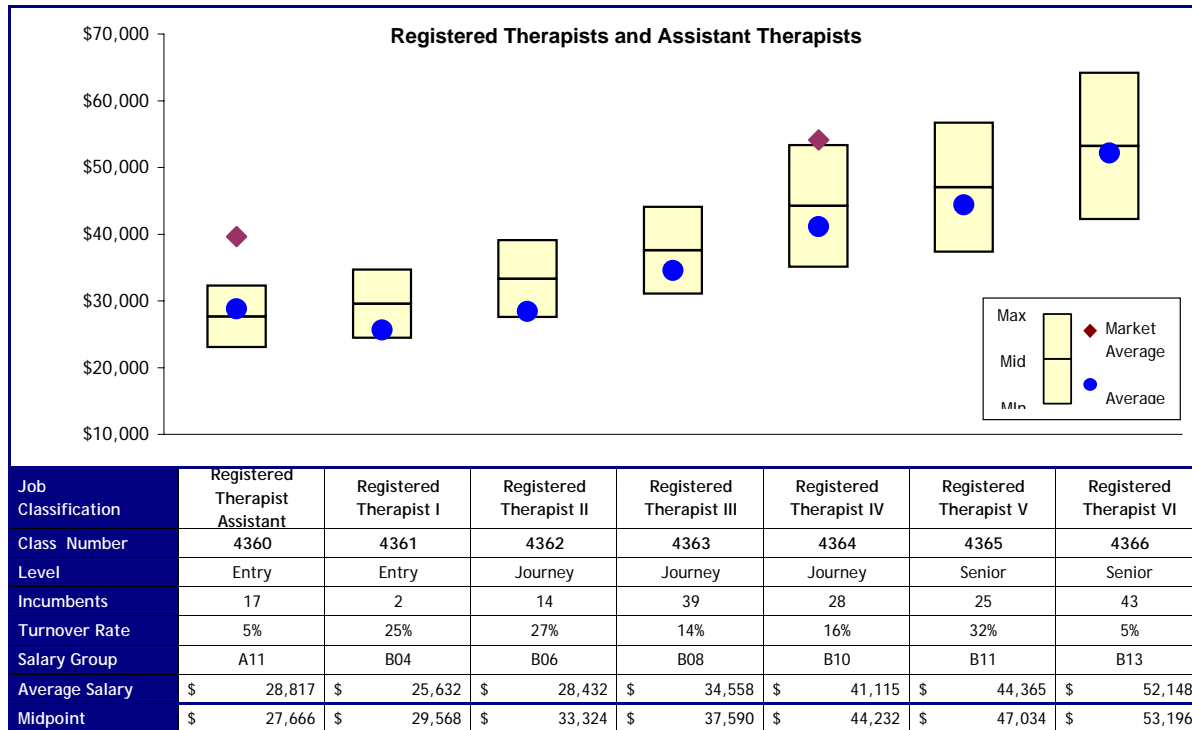 Registered Therapists and Assistant Therapists
$70,000
$60,000
$50,000
$40,000
$30,000
$20,000
$10,000
Max
Mid
MIn
Market
Average
Average
Job Classification | Registered Therapist Assistant | Registered Therapist I | Registered Therapist II | Registered Therapist III | Registered Therapist IV | Registered Therapist V | Registered Therapist VI
Class Number | 4360 | 4361 | 4362 | 4363 | 4364 | 4365 | 4366
Level | Entry | Entry | Journey | Journey | Journey | Senior | Senior
Incumbents | 17 | 2 | 14 | 39 | 28 | 25 | 43
Turnover Rate | 5% | 25% | 27% | 14% | 16% | 32% | 5%
Salary Group | A11 | B04 | B06 | B08 | B10 | B11 | B13
Average Salary | $ 28,817 | $ 25,632 | $ 28,432 | $ 34,558 | $ 41,115 | $ 44,365 | $ 52,148
Midpoint | $ 27,666 | $ 29,568 | $ 33,324 | $ 37,590 | $ 44,232 | $ 47,034 | $ 53,196